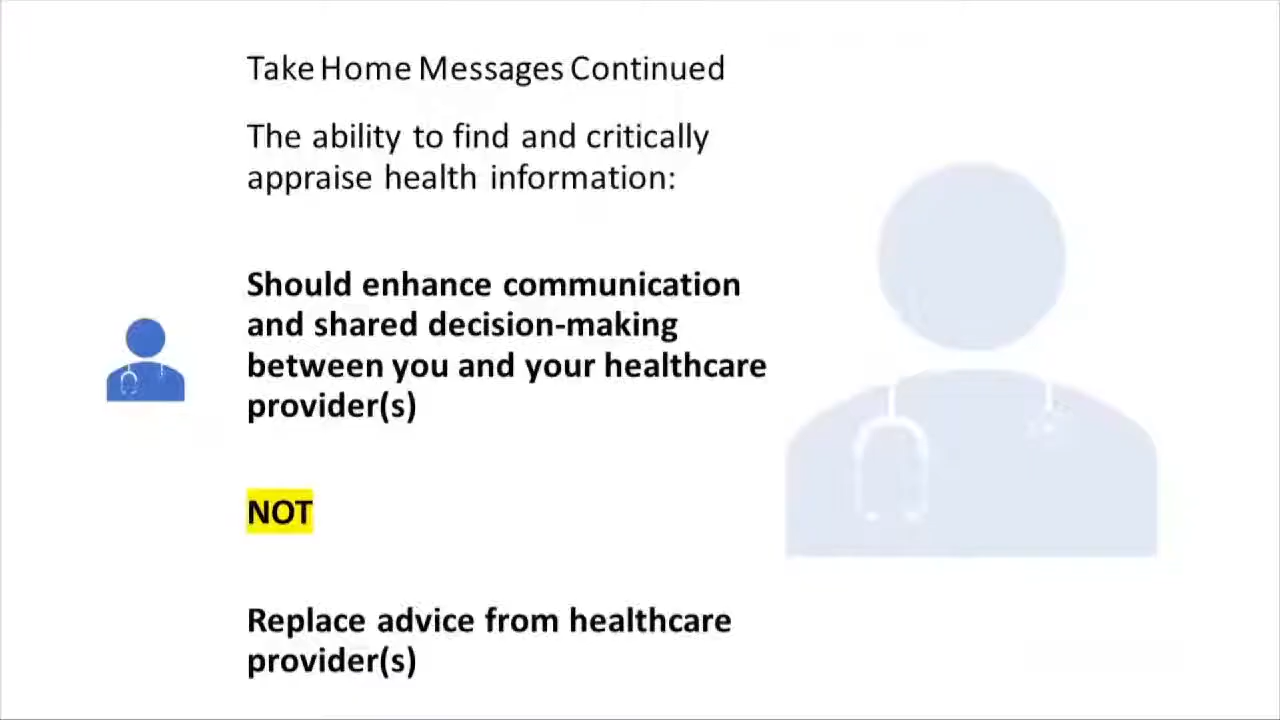 Take Home Messages Continued
The ability to find and critically
appraise health information:
Should enhance communication
and shared decision-making
between you and your healthcare
provider(s)
NOT
Replace advice from healthcare
provider(s)